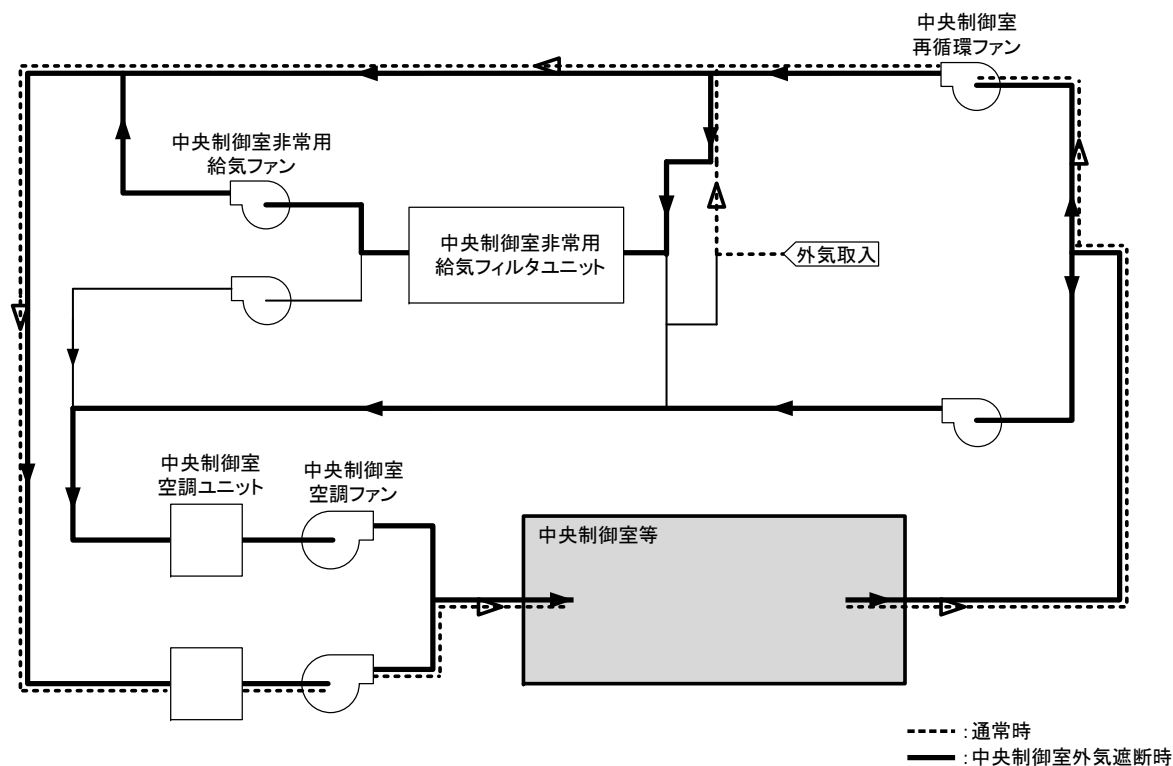 中央制御室
再循環ファン
中央制御室非常用
給気ファン
中央制御室非常用
給気フィルタユニット
外気取入
中央制御室
空調ユニット
中央制御室
空調ファン
中央制御室等
:通常時
:中央制御室外気遮断時